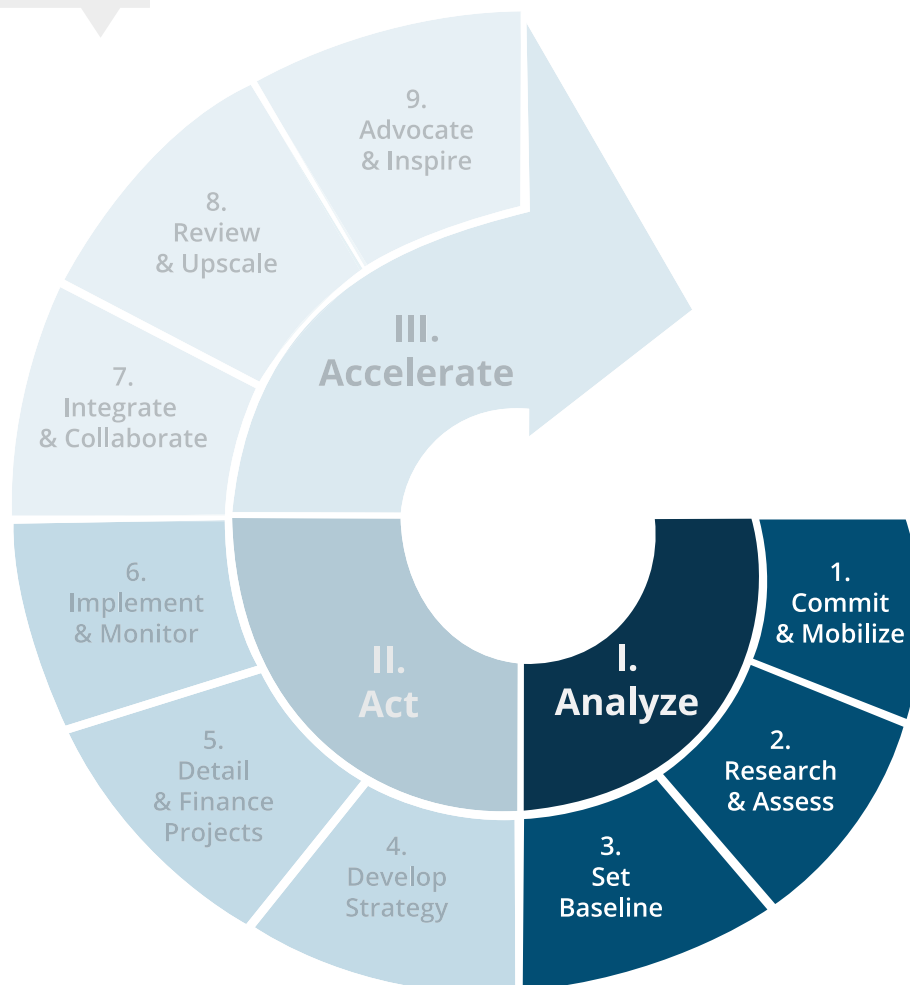 I.
Analyze
1.
Commit
& Mobilize
2.
Research
& Assess
3.
Set
Baseline
II.
Act
4.
Develop
Strategy
5.
Detail
& Finance
Projects
6.
Implement
& Monitor
III.
Accelerate
7.
Integrate
& Collaborate
8.
Review
& Upscale
9.
Advocate
& Inspire